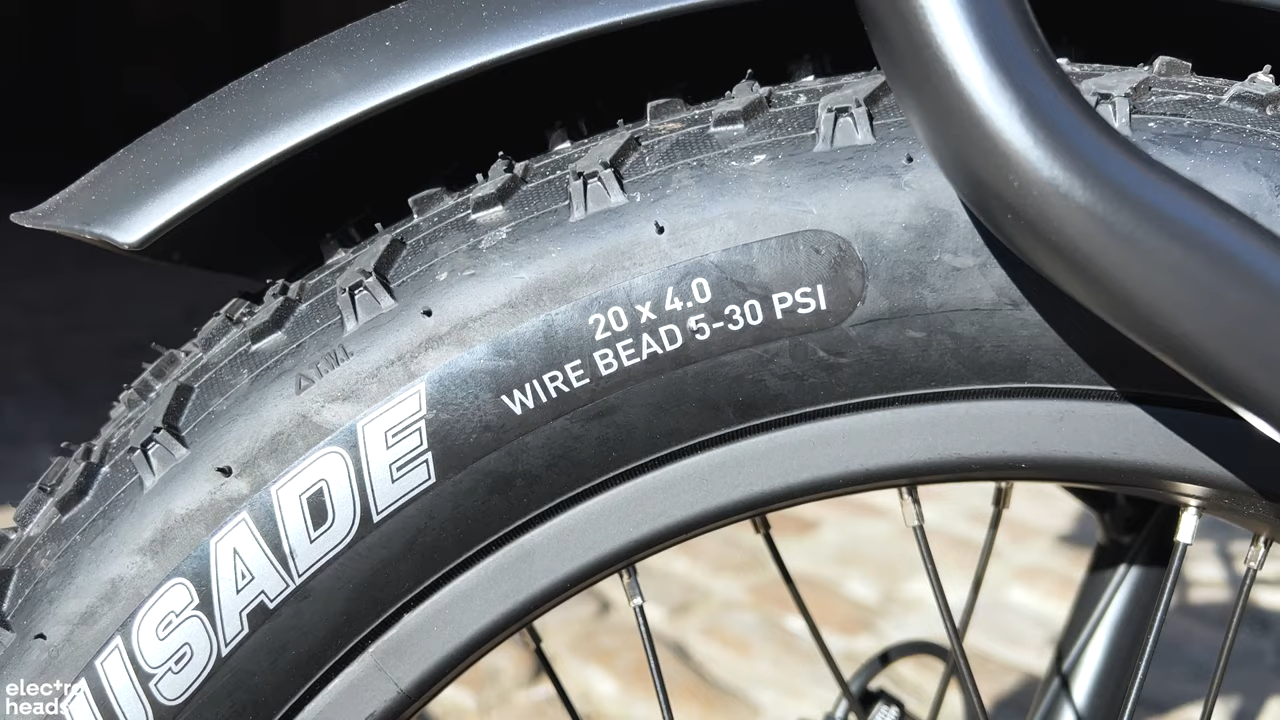 20 x 4.0
WIRE BEAD 5-30 PSI
T.W.I.
USADE
electro
heads